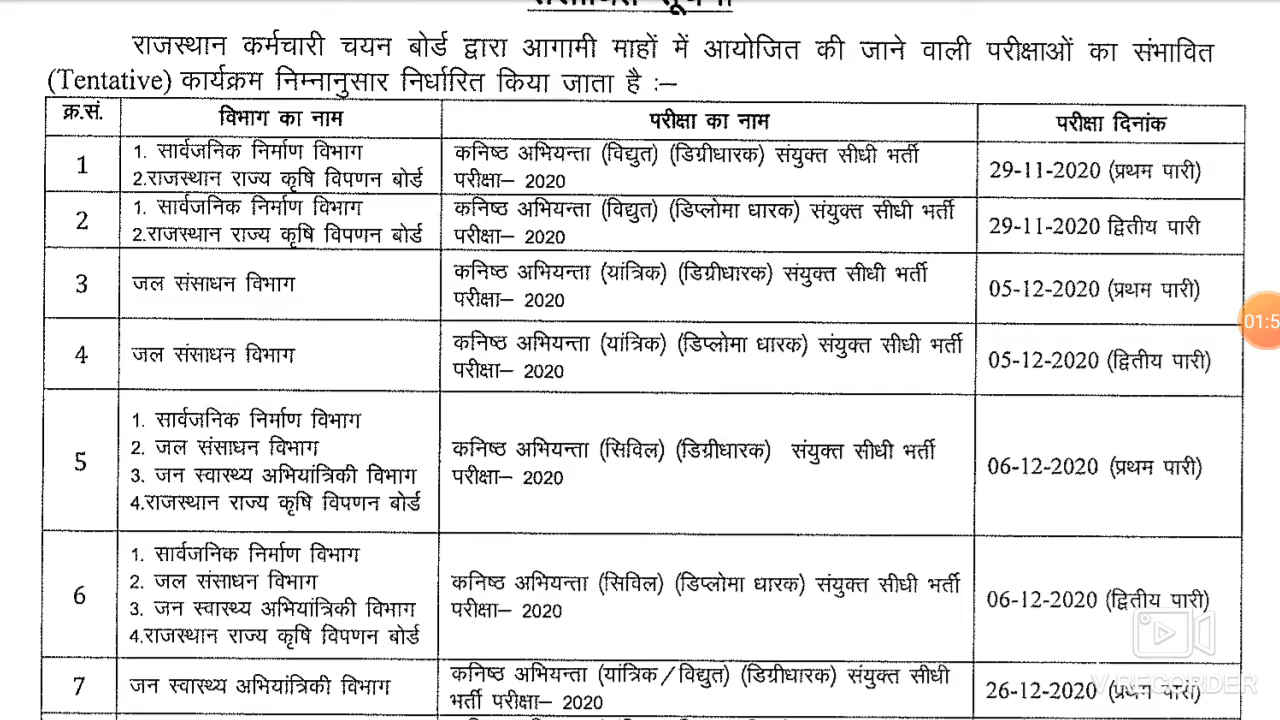 राजस्थान कर्मचारी चयन बोर्ड द्वारा आगामी माहों में आयोजित की जाने वाली परीक्षाओं का संभावित
(Tentative) कार्यक्रम निम्नानुसार निर्धारित किया जाता है :–
क्र.सं. विभाग का नाम परीक्षा का नाम परीक्षा दिनांक
1
1. सार्वजनिक निर्माण विभाग
2.राजस्थान राज्य कृषि विपणन बोर्ड
कनिष्ठ अभियन्ता (विद्युत) (डिग्रीधारक) संयुक्त सीधी भर्ती
परीक्षा– 2020
29-11-2020 (प्रथम पारी)
2
1. सार्वजनिक निर्माण विभाग
2.राजस्थान राज्य कृषि विपणन बोर्ड
कनिष्ठ अभियन्ता (विद्युत) (डिप्लोमा धारक) संयुक्त सीधी भर्ती
परीक्षा– 2020
29-11-2020 द्वितीय पारी
3
जल संसाधन विभाग
कनिष्ठ अभियन्ता (यांत्रिक) (डिग्रीधारक) संयुक्त सीधी भर्ती
परीक्षा– 2020
05-12-2020 (प्रथम पारी)
4
जल संसाधन विभाग
कनिष्ठ अभियन्ता (यांत्रिक) (डिप्लोमा धारक) संयुक्त सीधी भर्ती
परीक्षा– 2020
05-12-2020 (द्वितीय पारी)
5
1. सार्वजनिक निर्माण विभाग
2. जल संसाधन विभाग
3. जन स्वास्थ्य अभियांत्रिकी विभाग
4.राजस्थान राज्य कृषि विपणन बोर्ड
कनिष्ठ अभियन्ता (सिविल) (डिग्रीधारक) संयुक्त सीधी भर्ती
परीक्षा– 2020
06-12-2020 (प्रथम पारी)
6
1. सार्वजनिक निर्माण विभाग
2. जल संसाधन विभाग
3. जन स्वास्थ्य अभियांत्रिकी विभाग
4.राजस्थान राज्य कृषि विपणन बोर्ड
कनिष्ठ अभियन्ता (सिविल) (डिप्लोमा धारक) संयुक्त सीधी भर्ती
परीक्षा– 2020
06-12-2020 (द्वितीय पारी)
7
जन स्वास्थ्य अभियांत्रिकी विभाग
कनिष्ठ अभियन्ता (यांत्रिक/विद्युत) (डिग्रीधारक) संयुक्त सीधी
भर्ती परीक्षा– 2020
26-12-2020 (प्रथम पारी)
01:5
V RECORDER